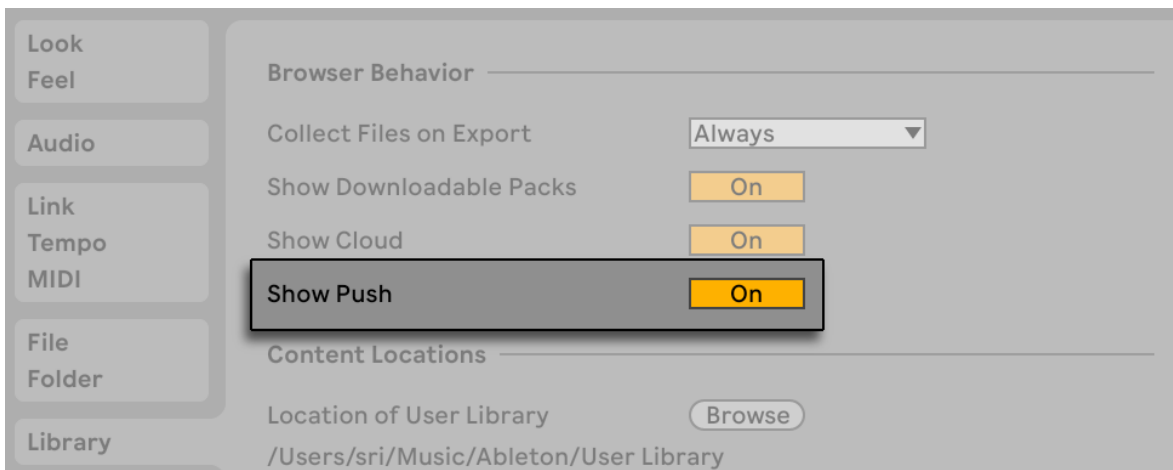 Look
Feel
Audio
Link
Tempo
MIDI
File
Folder
Library
Browser Behavior
Collect Files on Export Always
Show Downloadable Packs On
Show Cloud On
Show Push On
Content Locations
Location of User Library Browse
/Users/sri/Music/Ableton/User Library